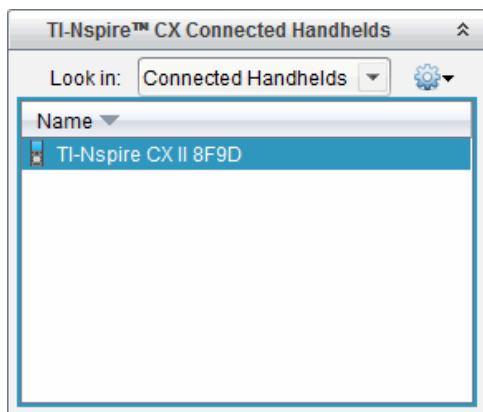 TI-Nspire™ CX Connected Handhelds
Look in: Connected Handhelds
Name
TI-Nspire CX II 8F9D